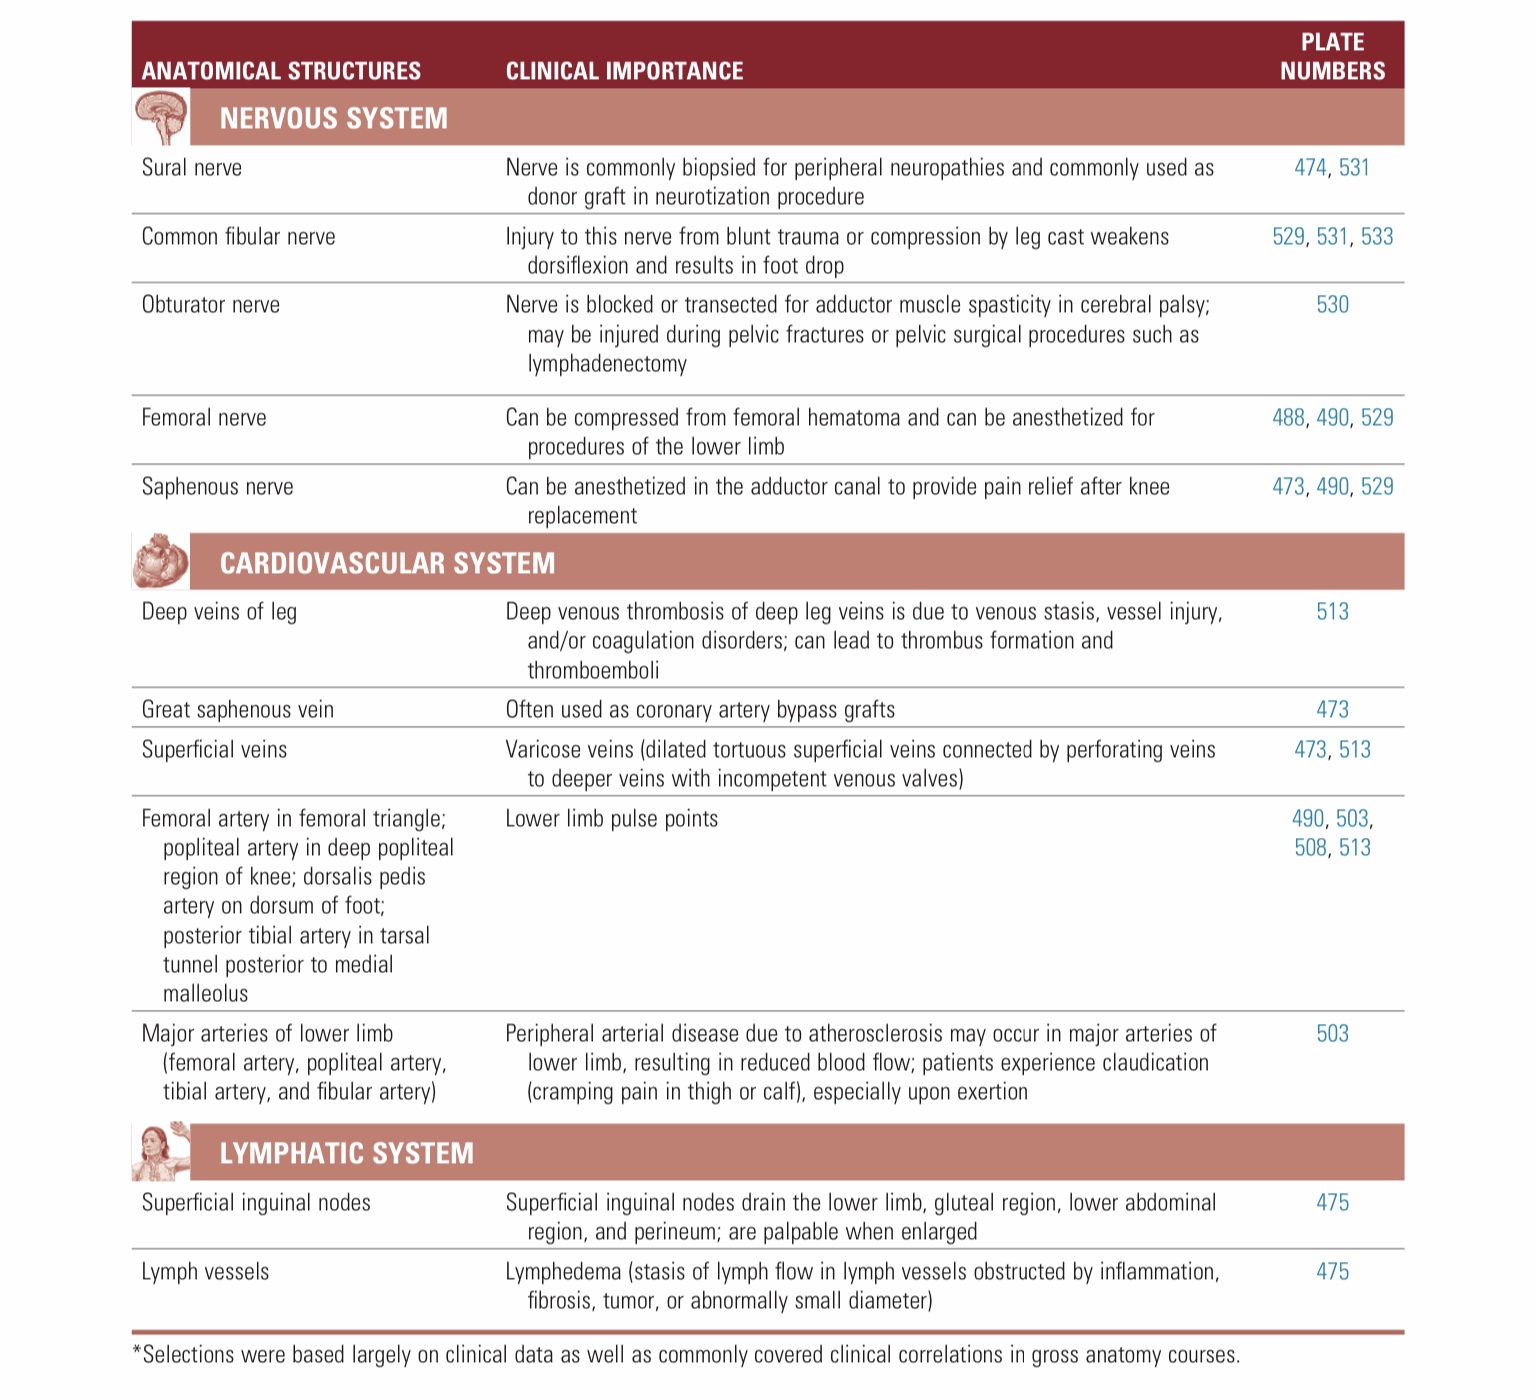 ANATOMICAL STRUCTURES CLINICAL IMPORTANCE PLATE NUMBERS
NERVOUS SYSTEM
Sural nerve Nerve is commonly biopsied for peripheral neuropathies and commonly used as 474, 531
donor graft in neurotization procedure
Common fibular nerve Injury to this nerve from blunt trauma or compression by leg cast weakens 529, 531, 533
dorsiflexion and results in foot drop
Obturator nerve Nerve is blocked or transected for adductor muscle spasticity in cerebral palsy; 530
may be injured during pelvic fractures or pelvic surgical procedures such as
lymphadenectomy
Femoral nerve Can be compressed from femoral hematoma and can be anesthetized for 488, 490, 529
procedures of the lower limb
Saphenous nerve Can be anesthetized in the adductor canal to provide pain relief after knee 473, 490, 529
replacement
CARDIOVASCULAR SYSTEM
Deep veins of leg Deep venous thrombosis of deep leg veins is due to venous stasis, vessel injury, 513
and/or coagulation disorders; can lead to thrombus formation and
thromboemboli
Great saphenous vein Often used as coronary artery bypass grafts 473
Superficial veins Varicose veins (dilated tortuous superficial veins connected by perforating veins 473, 513
to deeper veins with incompetent venous valves)
Femoral artery in femoral triangle; Lower limb pulse points 490, 503,
popliteal artery in deep popliteal 508, 513
region of knee; dorsalis pedis
artery on dorsum of foot;
posterior tibial artery in tarsal
tunnel posterior to medial
malleolus
Major arteries of lower limb Peripheral arterial disease due to atherosclerosis may occur in major arteries of 503
(femoral artery, popliteal artery, lower limb, resulting in reduced blood flow; patients experience claudication
tibial artery, and fibular artery) (cramping pain in thigh or calf), especially upon exertion
LYMPHATIC SYSTEM
Superficial inguinal nodes Superficial inguinal nodes drain the lower limb, gluteal region, lower abdominal 475
region, and perineum; are palpable when enlarged
Lymph vessels Lymphedema (stasis of lymph flow in lymph vessels obstructed by inflammation, 475
fibrosis, tumor, or abnormally small diameter)
*Selections were based largely on clinical data as well as commonly covered clinical correlations in gross anatomy courses.